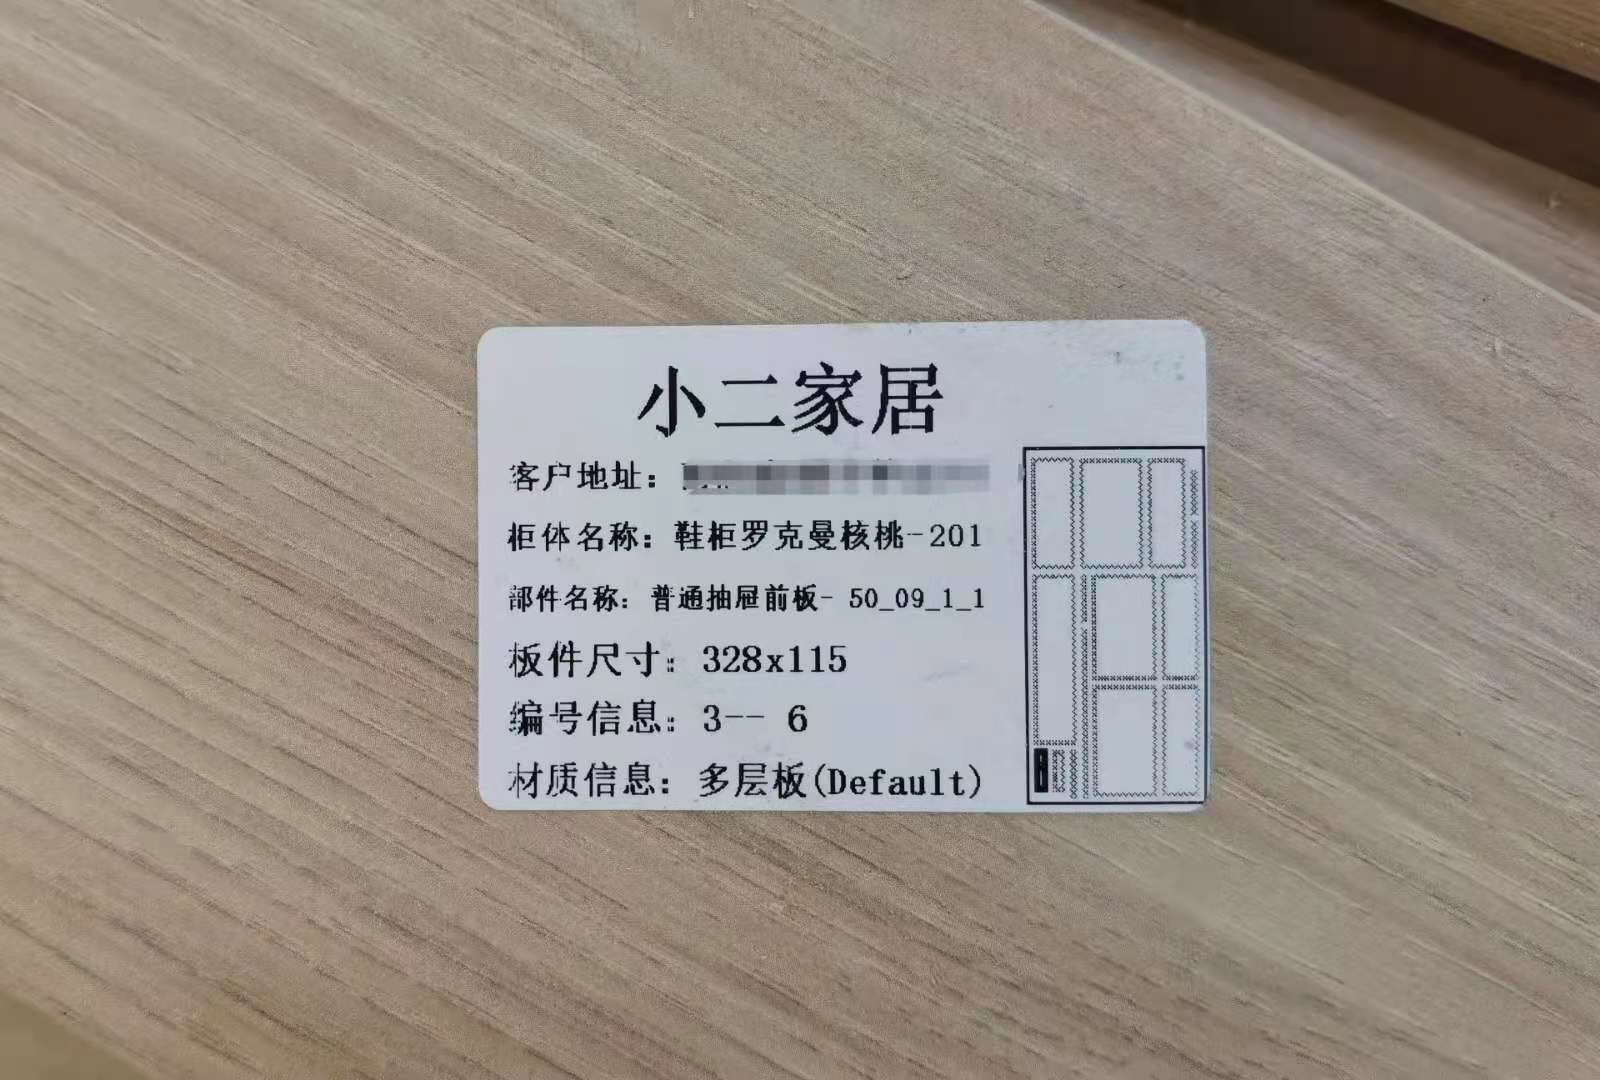 小二家居
客户地址：
柜体名称：鞋柜罗克曼核桃-201
部件名称：普通抽屉前板- 50_09_1_1
板件尺寸：328x115
编号信息：3-- 6
材质信息：多层板(Default)